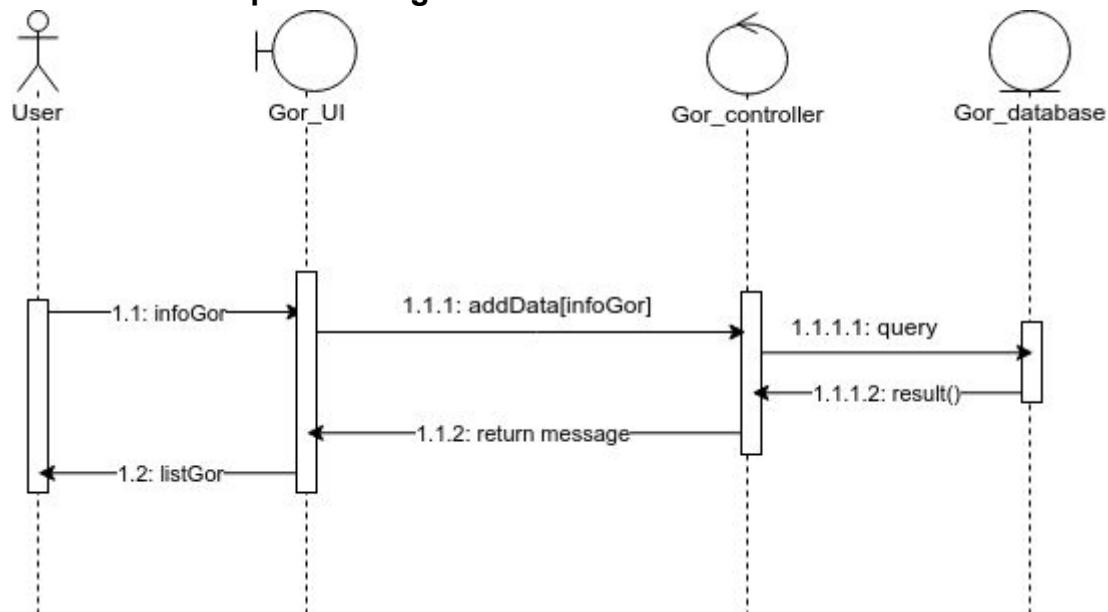 User
Gor_UI
Gor_controller
Gor_database
1.1: infoGor
1.1.1: addData[infoGor]
1.1.1.1: query
1.1.1.2: result()
1.1.2: return message
1.2: listGor